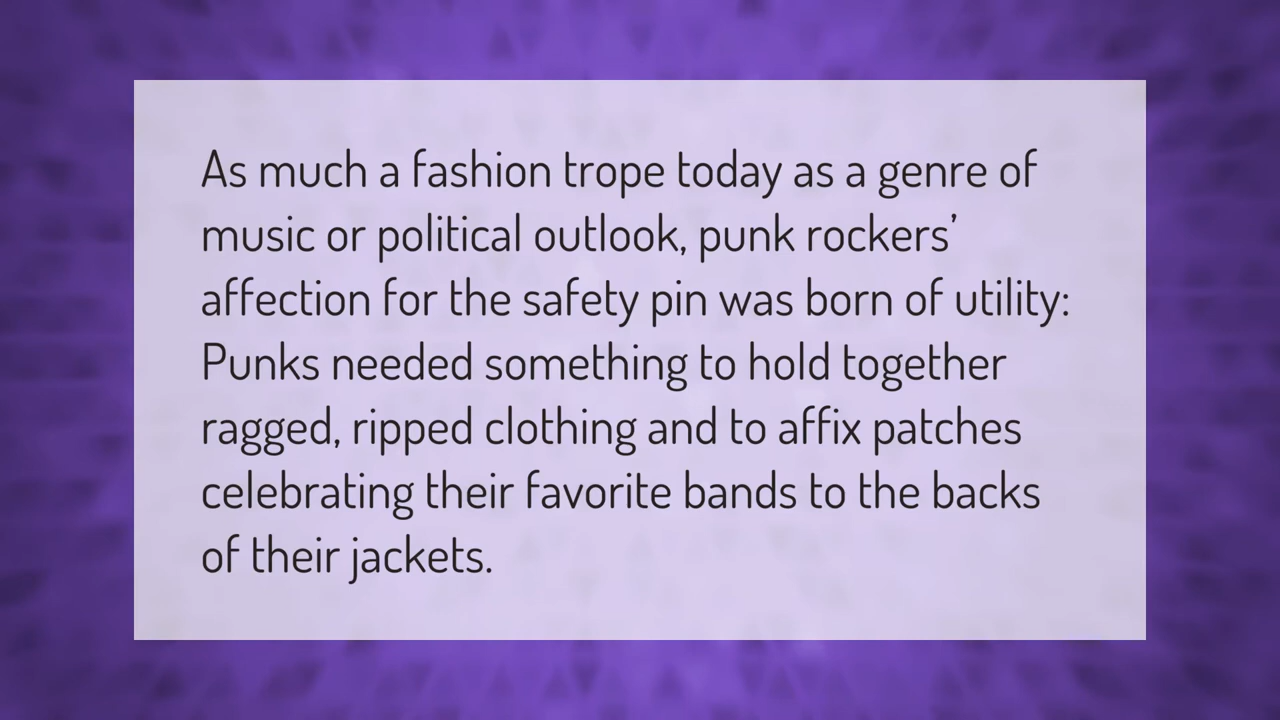 As much a fashion trope today as a genre of
music or political outlook, punk rockers’
affection for the safety pin was born of utility:
Punks needed something to hold together
ragged, ripped clothing and to affix patches
celebrating their favorite bands to the backs
of their jackets.